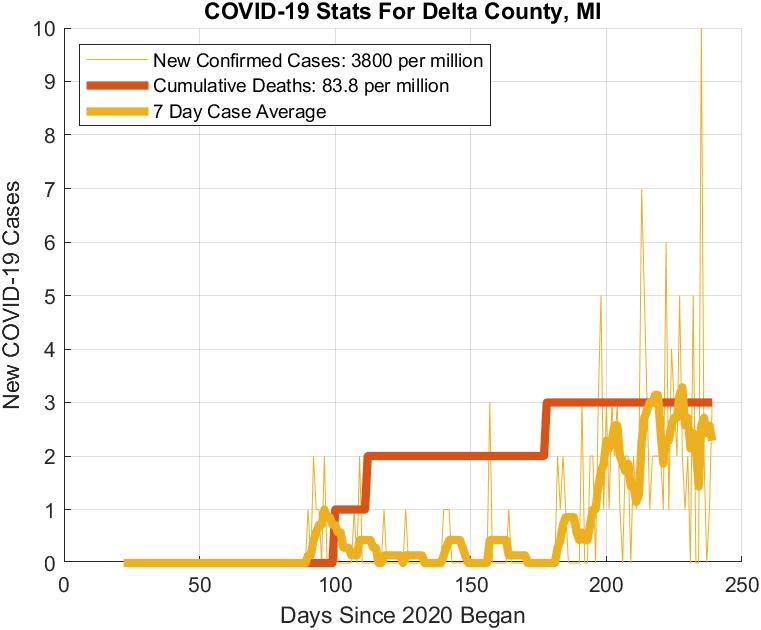 COVID-19 Stats For Delta County, MI
New Confirmed Cases: 3800 per million
Cumulative Deaths: 83.8 per million
7 Day Case Average
New COVID-19 Cases
10
9
8
7
6
5
4
3
2
1
0
0 50 100 150 200 250
Days Since 2020 Began